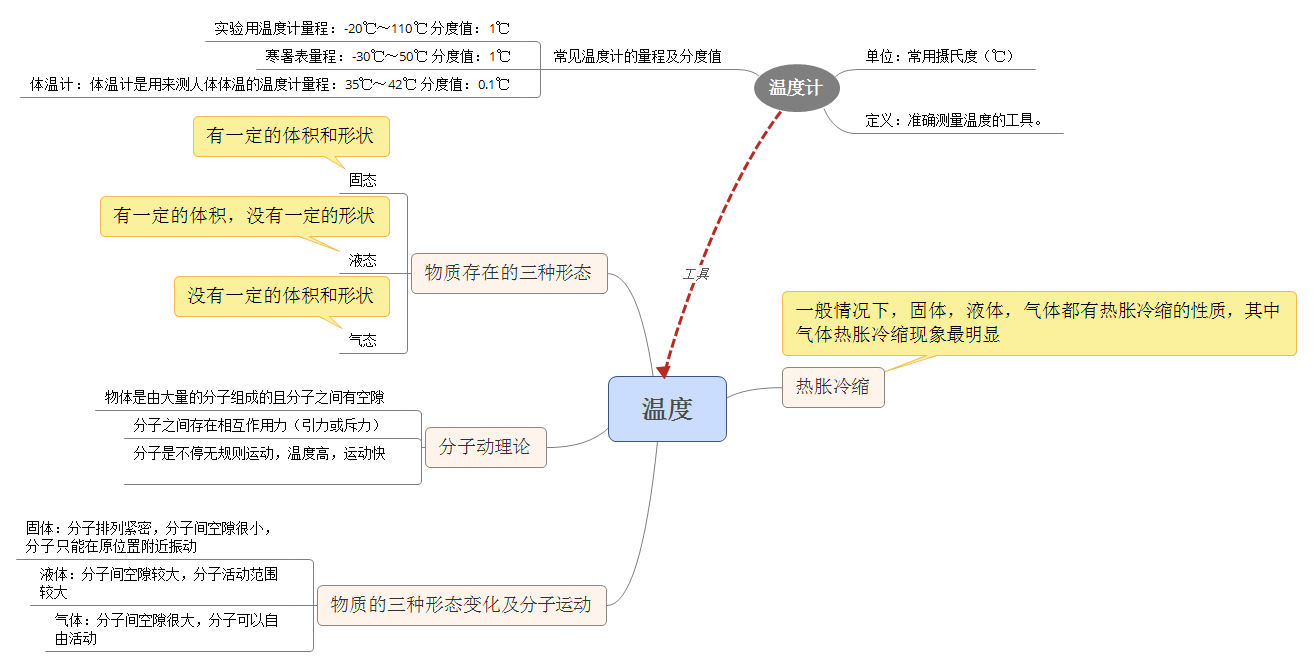 实验用温度计量程：-20℃～110℃ 分度值：1℃
寒暑表量程：-30℃～50℃ 分度值：1℃
体温计：体温计是用来测人体体温的温度计量程：35℃～42℃ 分度值：0.1℃
常见温度计的量程及分度值
温度计
单位：常用摄氏度（℃）
定义：准确测量温度的工具。
有一定的体积和形状
固态
有一定的体积，没有一定的形状
液态
没有一定的体积和形状
气态
物质存在的三种形态
工具
一般情况下，固体，液体，气体都有热胀冷缩的性质，其中
气体热胀冷缩现象最明显
热胀冷缩
温度
物体是由大量的分子组成的且分子之间有空隙
分子之间存在相互作用力（引力或斥力）
分子是不停无规则运动，温度高，运动快
分子动理论
固体：分子排列紧密，分子间空隙很小，
分子只能在原位置附近振动
液体：分子间空隙较大，分子活动范围
较大
气体：分子间空隙很大，分子可以自
由活动
物质的三种形态变化及分子运动